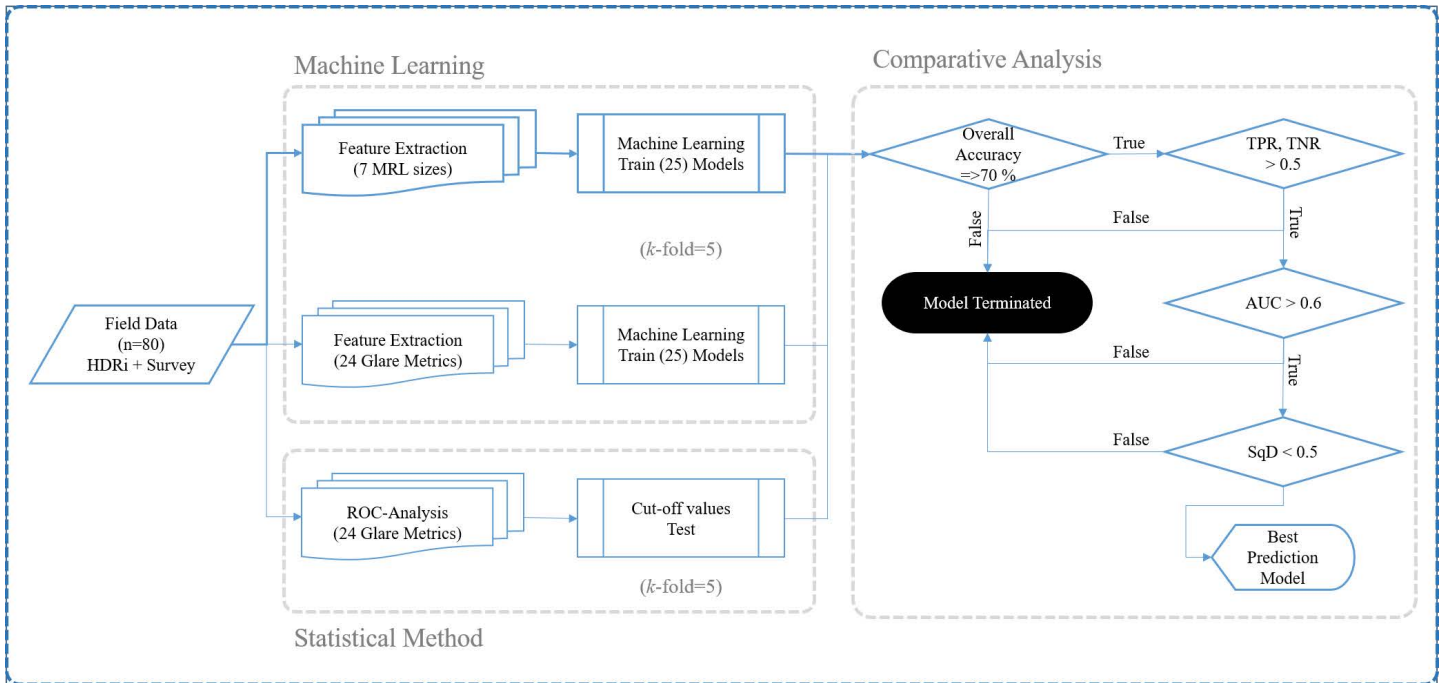 Machine Learning
Comparative Analysis
Feature Extraction
(7 MRL sizes)
Machine Learning
Train (25) Models
(k-fold=5)
Field Data
(n=80)
HDRi + Survey
Feature Extraction
(24 Glare Metrics)
Machine Learning
Train (25) Models
ROC-Analysis
(24 Glare Metrics)
Cut-off values
Test
(k-fold=5)
Statistical Method
Overall
Accuracy
=>70 %
True
TPR, TNR
> 0.5
False
False
True
Model Terminated
AUC > 0.6
False
True
False
SqD < 0.5
Best
Prediction
Model